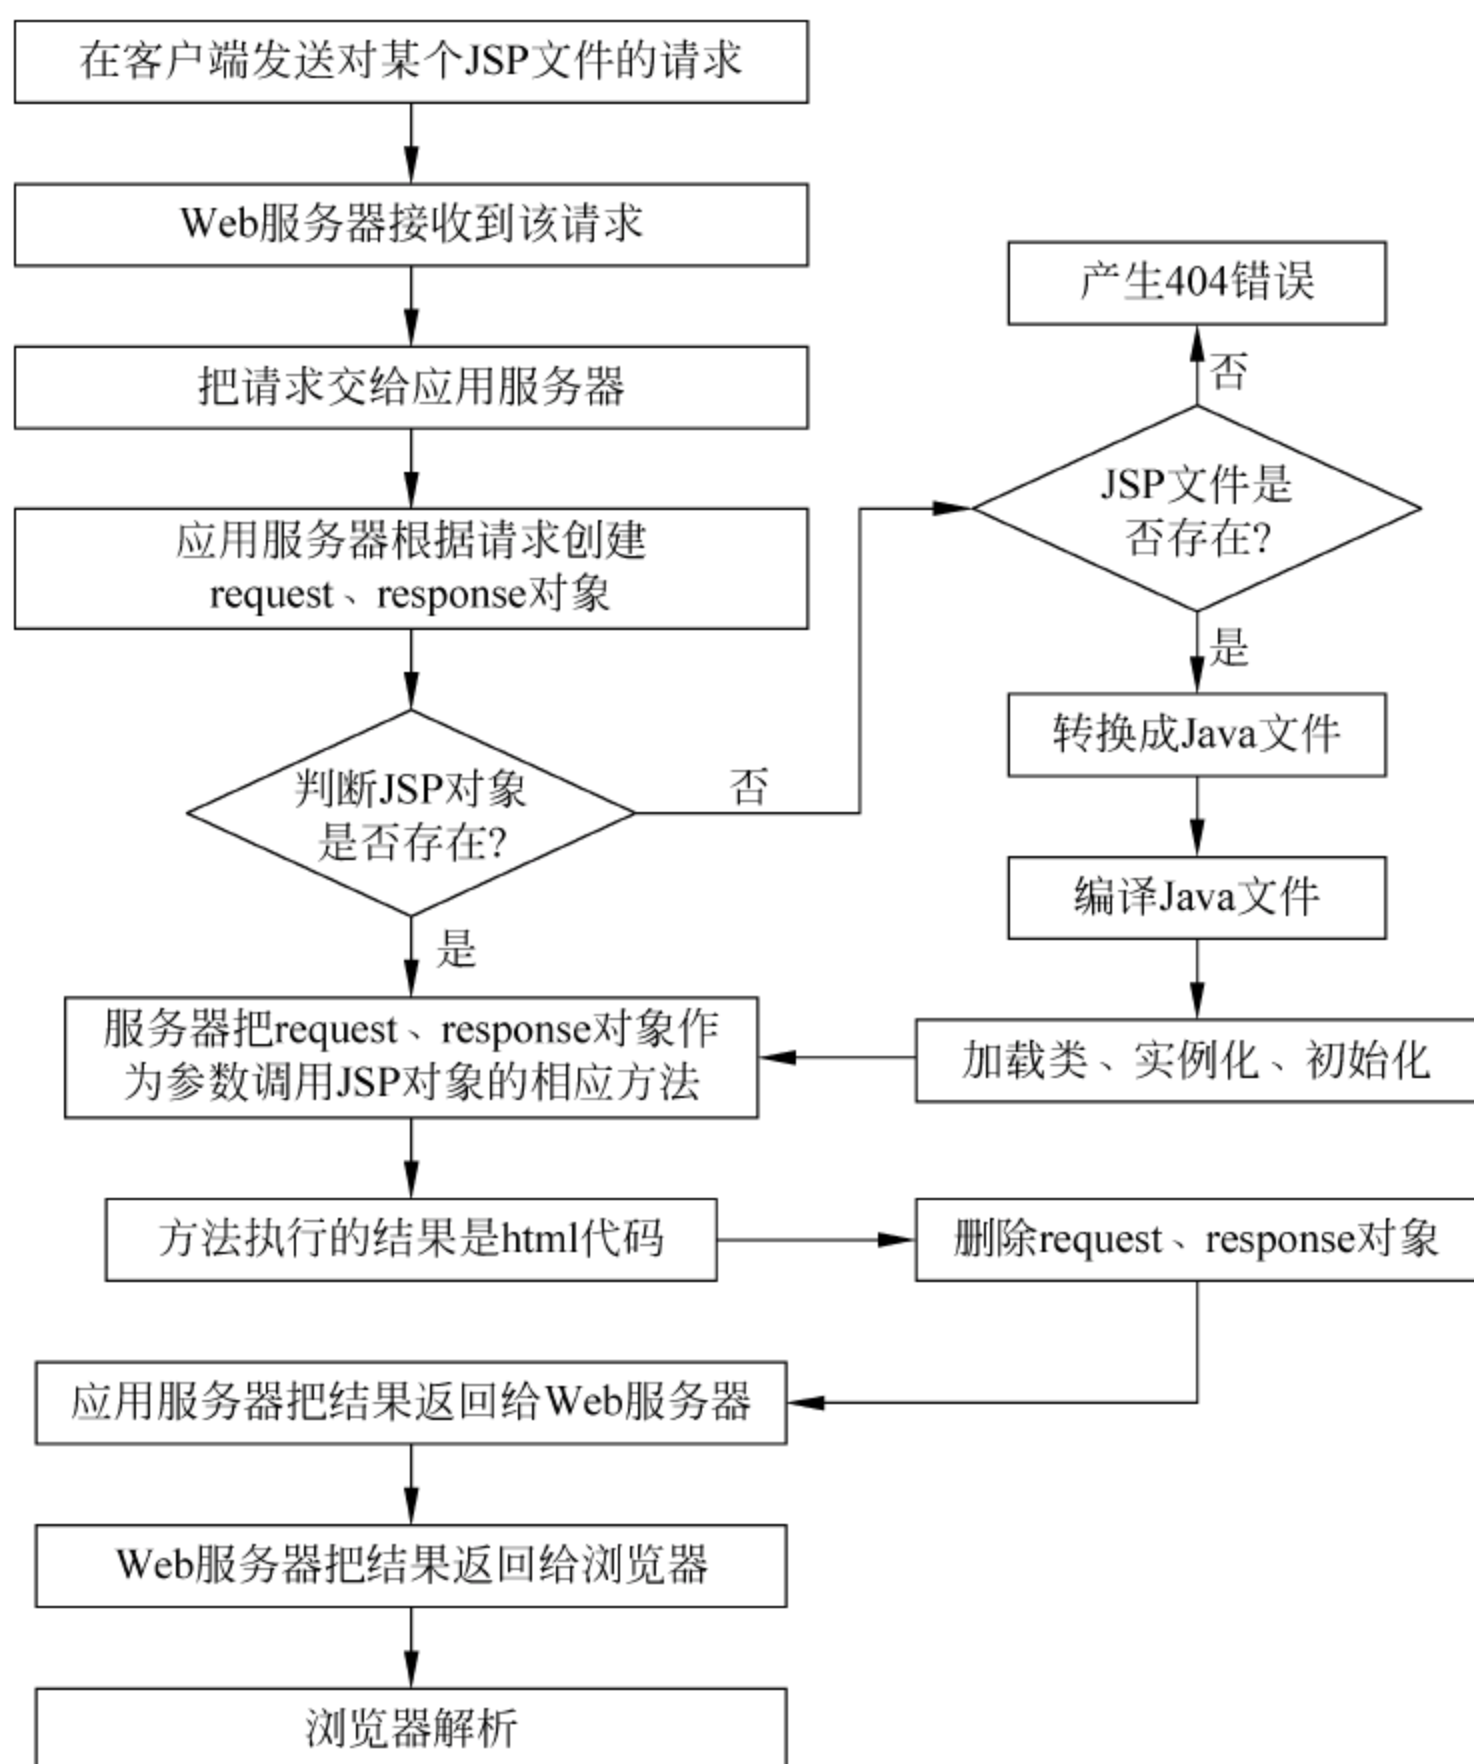 在客户端发送对某个JSP文件的请求
Web服务器接收到该请求
把请求交给应用服务器
应用服务器根据请求创建
request、response对象
判断JSP对象
是否存在?
否
是
产生404错误
否
JSP文件是
否存在?
是
转换成Java文件
编译Java文件
加载类、实例化、初始化
服务器把request、response对象作
为参数调用JSP对象的相应方法
方法执行的结果是html代码
删除request、response对象
应用服务器把结果返回给Web服务器
Web服务器把结果返回给浏览器
浏览器解析